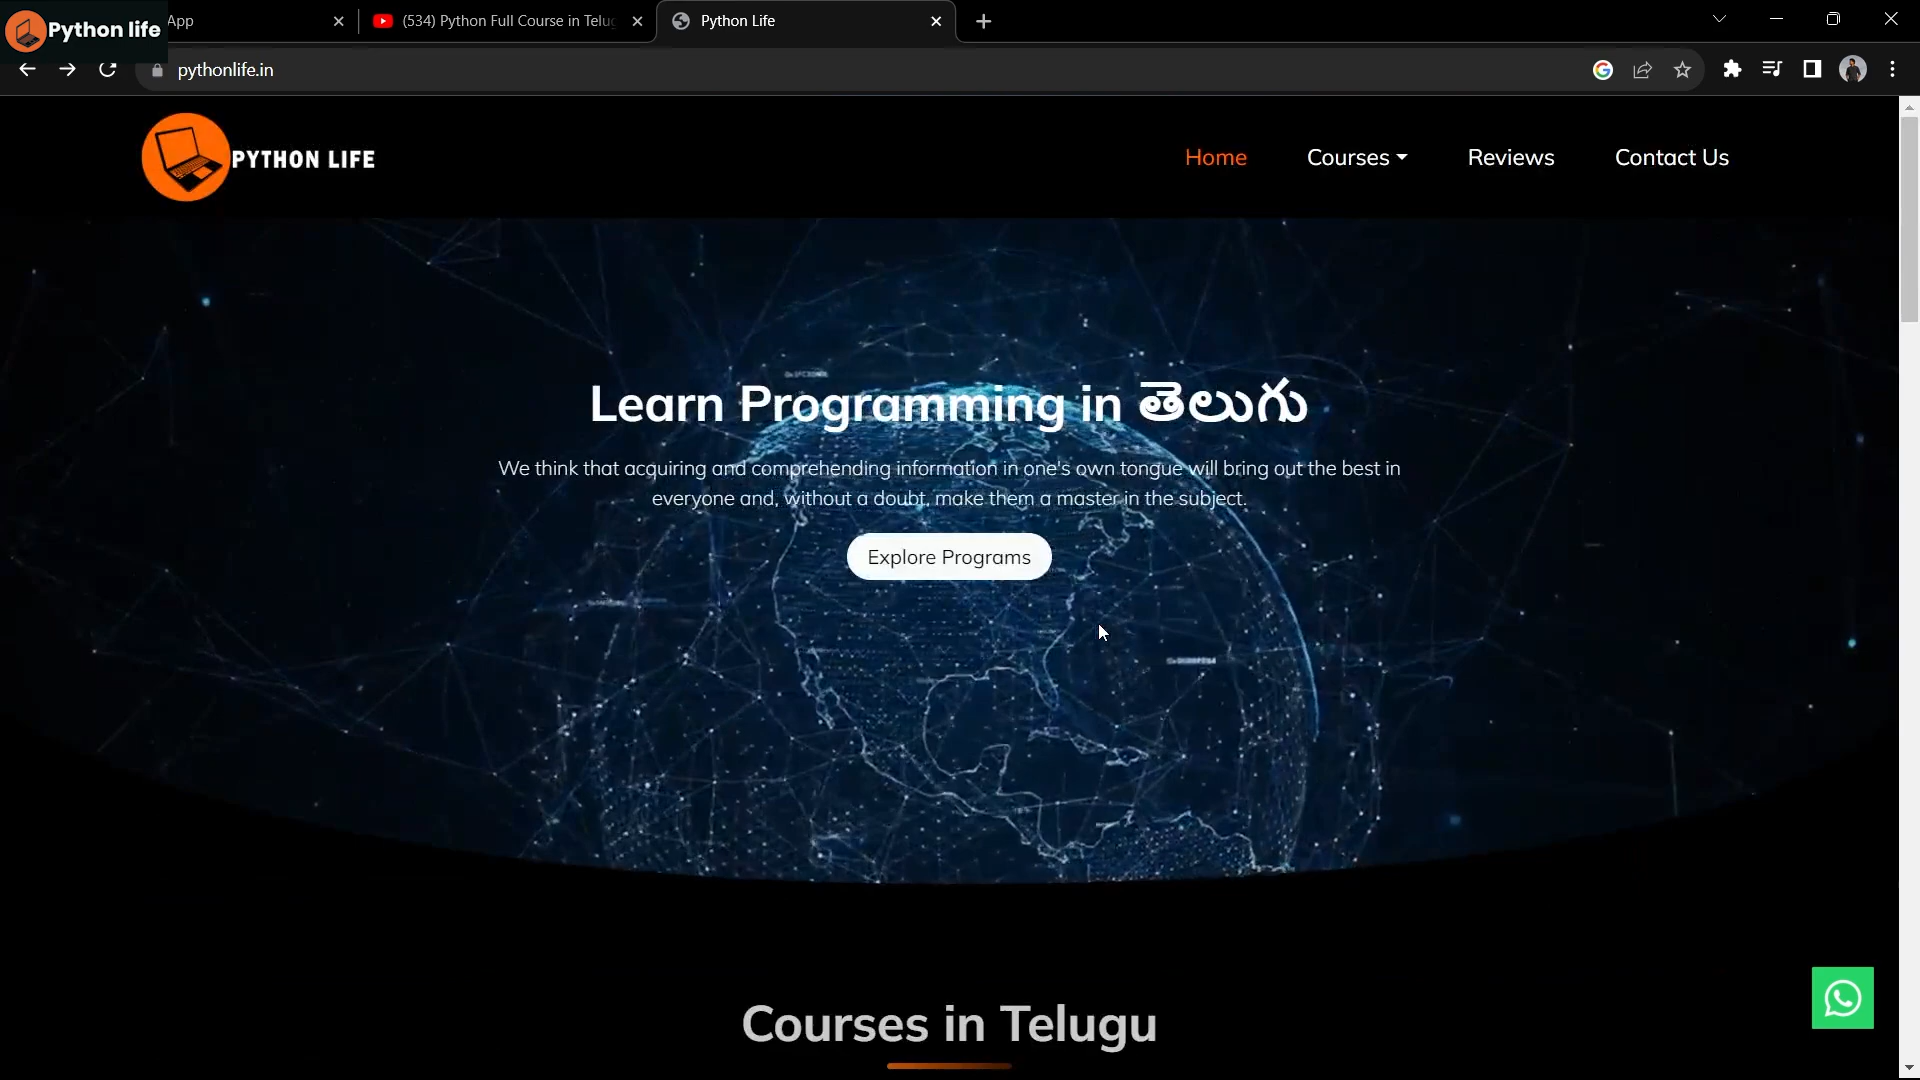 Python life
App
(534) Python Full Course in Telu
Python Life
pythonlife.in
PYTHON LIFE
Home
Courses
Reviews
Contact Us
Learn Programming in తెలుగు
We think that acquiring and comprehending information in one's own tongue will bring out the best in
everyone and, without a doubt, make them a master in the subject.
Explore Programs
Courses in Telugu